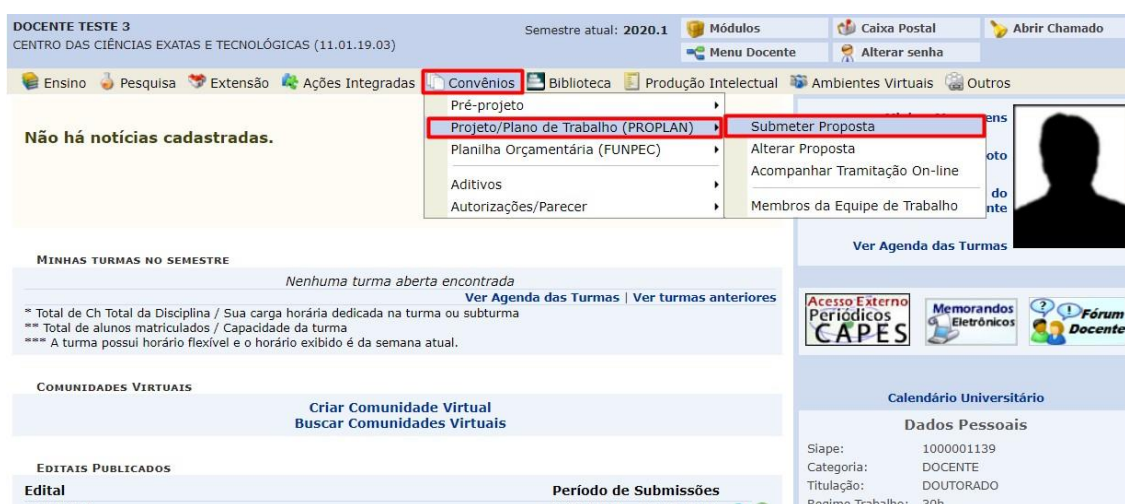 DOCENTE TESTE 3
Semestre atual: 2020.1
Módulos
Caixa Postal
Abrir Chamado
CENTRO DAS CIÊNCIAS EXATAS E TECNOLÓGICAS (11.01.19.03)
Menu Docente
Alterar senha
Ensino Pesquisa Extensão Ações Integradas Convênios Biblioteca Produção Intelectual Ambientes Virtuais Outros
Pré-projeto
Projeto/Plano de Trabalho (PROPLAN)
Planilha Orçamentária (FUNPEC)
Aditivos
Autorizações/Parecer
Submeter Proposta
Alterar Proposta
Acompanhar Tramitação On-line
Membros da Equipe de Trabalho
Não há notícias cadastradas.
ens
oto
do
nte
Ver Agenda das Turmas
MINHAS TURMAS NO SEMESTRE
Nenhuma turma aberta encontrada
Ver Agenda das Turmas | Ver turmas anteriores
* Total de Ch Total da Disciplina / Sua carga horária dedicada na turma ou subturma
** Total de alunos matriculados / Capacidade da turma
*** A turma possui horário flexível e o horário exibido é da semana atual.
Acesso Externo
Periódicos
CAPES
Memorandos
Eletrônicos
Fórum
Docente
COMUNIDADES VIRTUAIS
Criar Comunidade Virtual
Buscar Comunidades Virtuais
Calendário Universitário
Dados Pessoais
Siape: 1000001139
Categoria: DOCENTE
Titulação: DOUTORADO
Regime Trabalho: 20h
EDITAIS PUBLICADOS
Edital
Período de Submissões